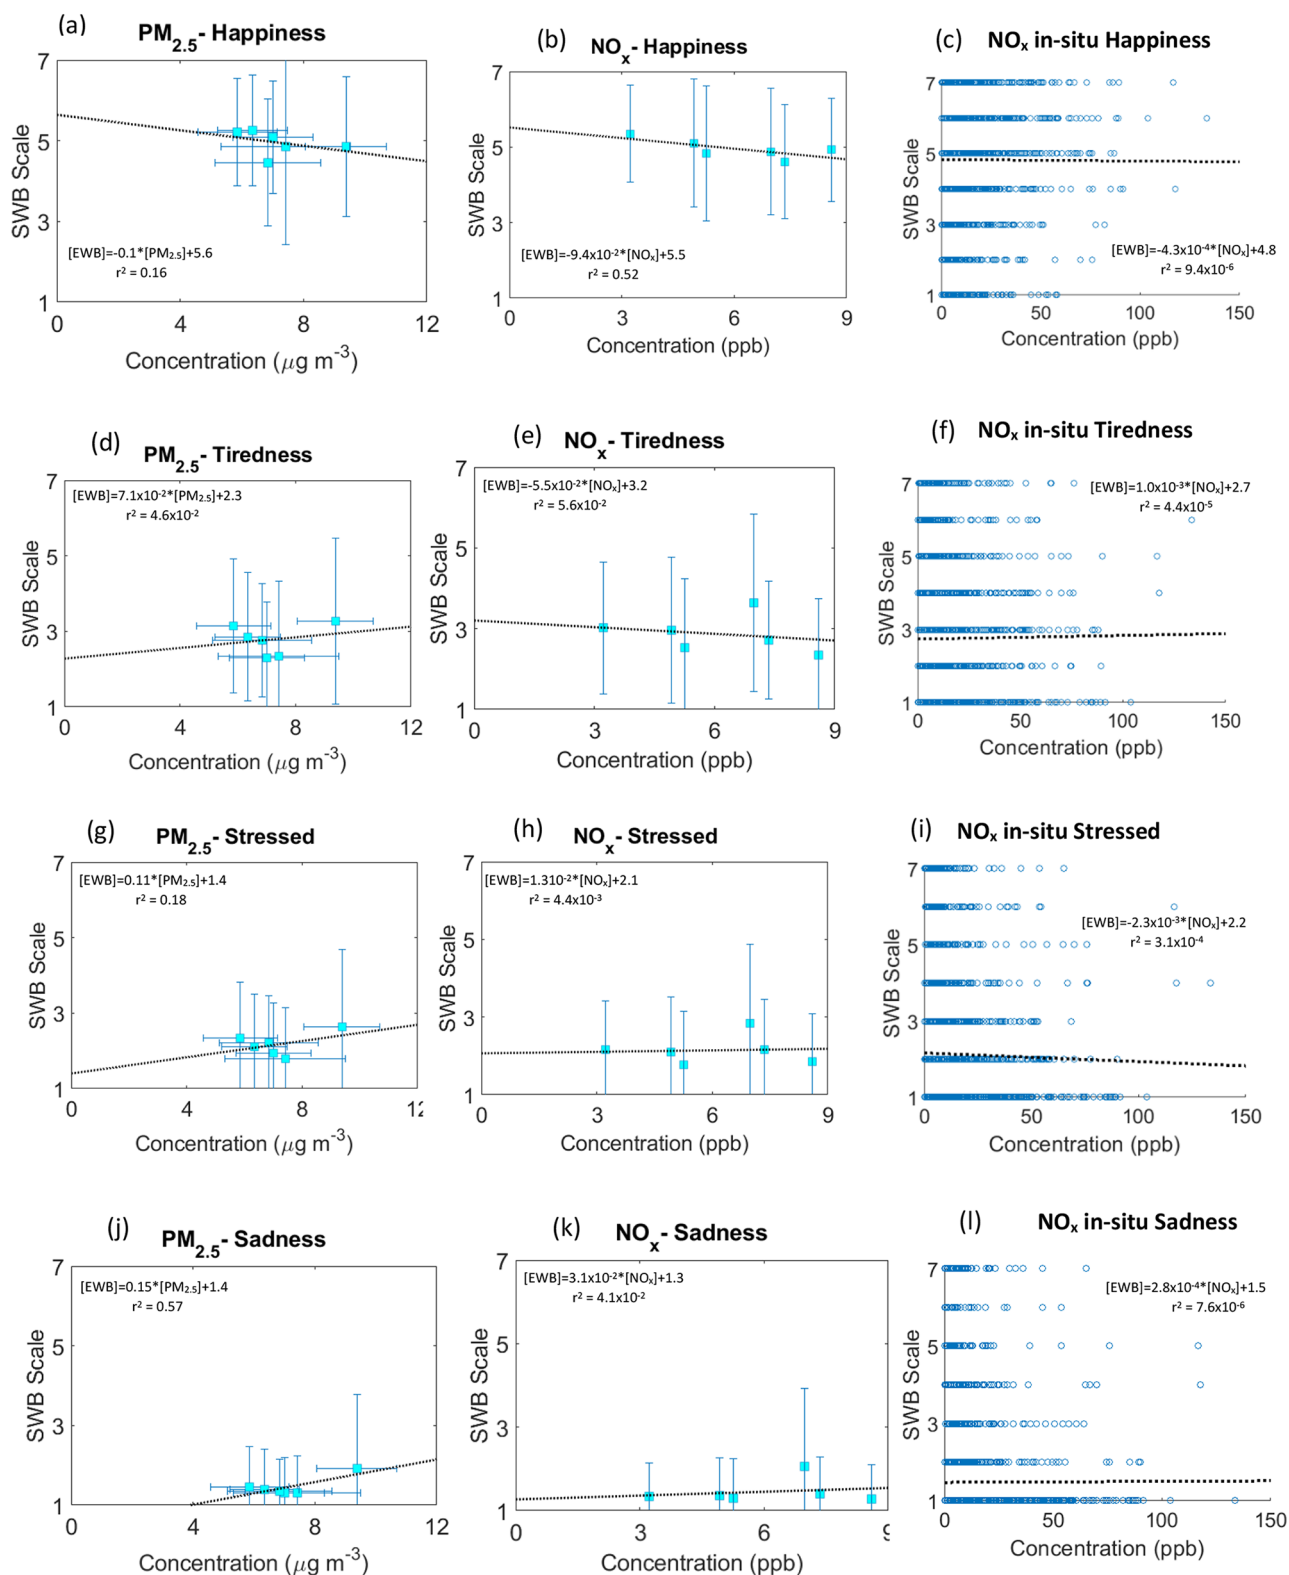 (a)
PM2.5- Happiness
7
5
3
1
SWB Scale
[EWB]=-0.1*[PM2.5]+5.6
r2 = 0.16
0 4 8 12
Concentration (μg m-3)
(b)
NOx- Happiness
7
5
3
1
SWB Scale
[EWB]=-9.4x10-2*[NOx]+5.5
r2 = 0.52
0 3 6 9
Concentration (ppb)
(c)
NOx in-situ Happiness
7
5
3
1
SWB Scale
[EWB]=-4.3x10-4*[NOx]+4.8
r2 = 9.4x10-6
0 50 100 150
Concentration (ppb)
(d)
PM2.5- Tiredness
7
5
3
1
SWB Scale
[EWB]=7.1x10-2*[PM2.5]+2.3
r2 = 4.6x10-2
0 4 8 12
Concentration (μg m-3)
(e)
NOx- Tiredness
7
5
3
1
SWB Scale
[EWB]=-5.5x10-2*[NOx]+3.2
r2 = 5.6x10-2
0 3 6 9
Concentration (ppb)
(f)
NOx in-situ Tiredness
7
5
3
1
SWB Scale
[EWB]=1.0x10-3*[NOx]+2.7
r2 = 4.4x10-5
0 50 100 150
Concentration (ppb)
(g)
PM2.5- Stressed
7
5
3
1
SWB Scale
[EWB]=0.11*[PM2.5]+1.4
r2 = 0.18
0 4 8 12
Concentration (μg m-3)
(h)
NOx- Stressed
7
5
3
1
SWB Scale
[EWB]=1.310-2*[NOx]+2.1
r2 = 4.4x10-3
0 3 6 9
Concentration (ppb)
(i)
NOx in-situ Stressed
7
5
3
1
SWB Scale
[EWB]=-2.3x10-3*[NOx]+2.2
r2 = 3.1x10-4
0 50 100 150
Concentration (ppb)
(j)
PM2.5- Sadness
7
5
3
1
SWB Scale
[EWB]=0.15*[PM2.5]+1.4
r2 = 0.57
0 4 8 12
Concentration (μg m-3)
(k)
NOx- Sadness
7
5
3
1
SWB Scale
[EWB]=3.1x10-2*[NOx]+1.3
r2 = 4.1x10-2
0 3 6 9
Concentration (ppb)
(l)
NOx in-situ Sadness
7
5
3
1
SWB Scale
[EWB]=2.8x10-4*[NOx]+1.5
r2 = 7.6x10-6
0 50 100 150
Concentration (ppb)